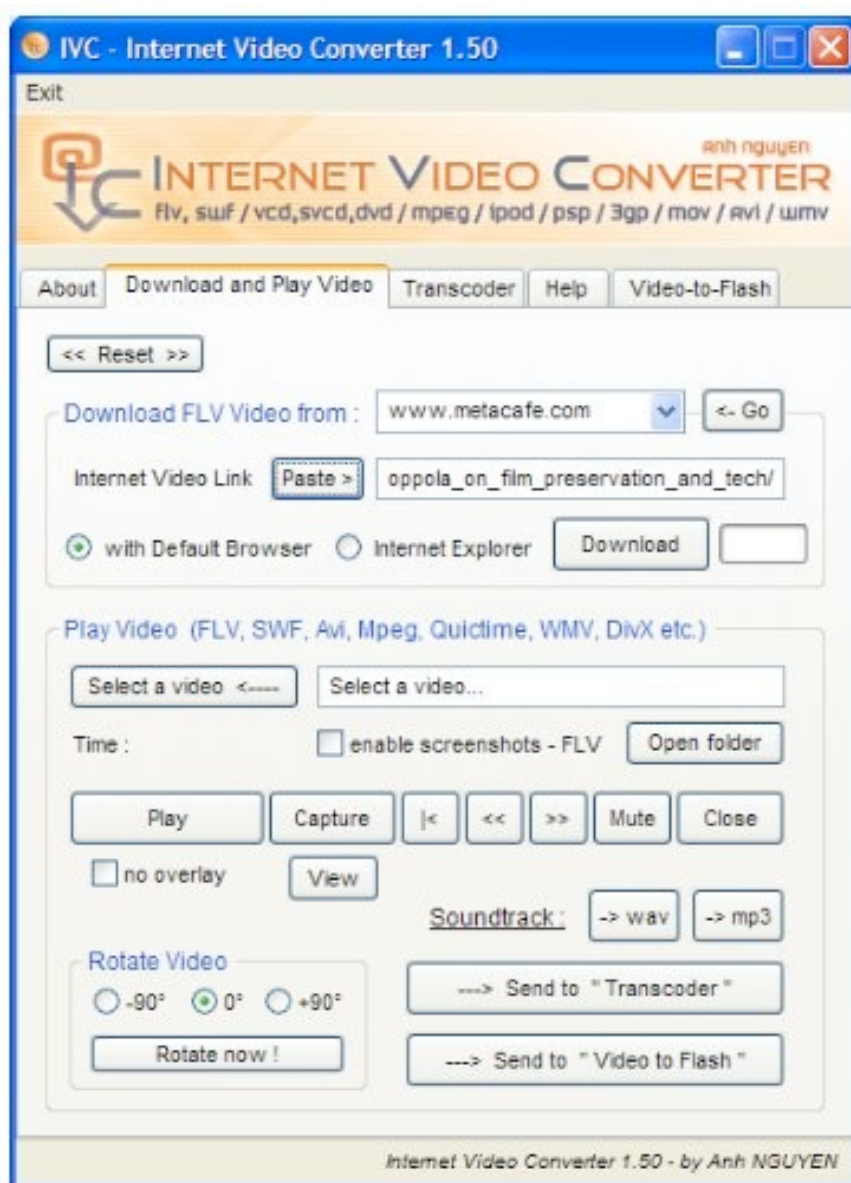 IVC - Internet Video Converter 1.50
Exit
anh nguyen
INTERNET VIDEO CONVERTER
flv, swf / vcd,svcd,dvd / mpeg / ipod / psp / 3gp / mov / avi / wmv
About Download and Play Video Transcoder Help Video-to-Flash
<< Reset >>
Download FLV Video from : www.metacafe.com <- Go
Internet Video Link Paste > oppola_on_film_preservation_and_tech/
with Default Browser Internet Explorer Download
Play Video (FLV, SWF, Avi, Mpeg, Quictime, WMV, DivX etc.)
Select a video <---- Select a video...
Time : enable screenshots - FLV Open folder
Play Capture |< << >> Mute Close
no overlay View
Soundtrack : -> wav -> mp3
Rotate Video
-90° 0° +90°
---> Send to " Transcoder "
Rotate now !
---> Send to " Video to Flash "
Internet Video Converter 1.50 - by Anh NGUYEN